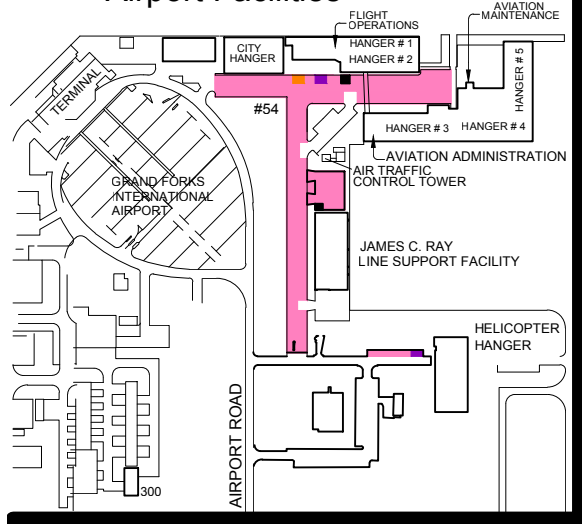 Airport Facilities
FLIGHT
OPERATIONS
AVIATION
MAINTENANCE
HANGER # 1
HANGER # 2
CITY
HANGER
HANGER # 5
TERMINAL
#54
HANGER # 3
HANGER # 4
AVIATION ADMINISTRATION
AIR TRAFFIC
CONTROL TOWER
GRAND FORKS
INTERNATIONAL
AIRPORT
JAMES C. RAY
LINE SUPPORT FACILITY
HELICOPTER
HANGER
AIRPORT ROAD
300